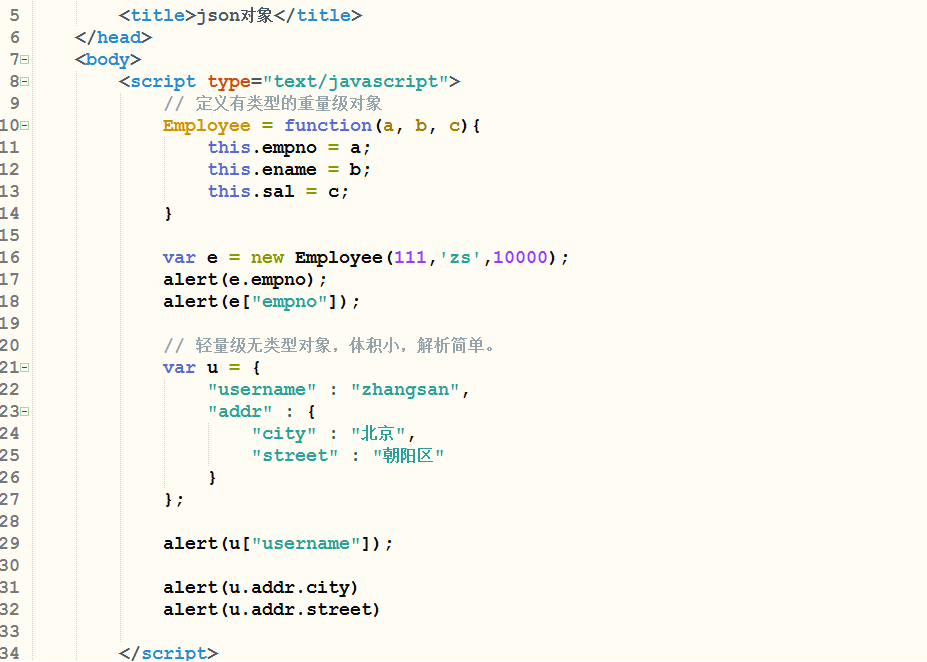 5 <title>json对象</title>
6 </head>
7 <body>
8 <script type="text/javascript">
9 // 定义有类型的重量级对象
10 Employee = function(a, b, c){
11 this.empno = a;
12 this.ename = b;
13 this.sal = c;
14 }
15
16 var e = new Employee(111,'zs',10000);
17 alert(e.empno);
18 alert(e["empno"]);
19
20 // 轻量级无类型对象，体积小，解析简单。
21 var u = {
22 "username" : "zhangsan",
23 "addr" : {
24 "city" : "北京",
25 "street" : "朝阳区"
26 }
27 };
28
29 alert(u["username"]);
30
31 alert(u.addr.city)
32 alert(u.addr.street)
33
34 </script>